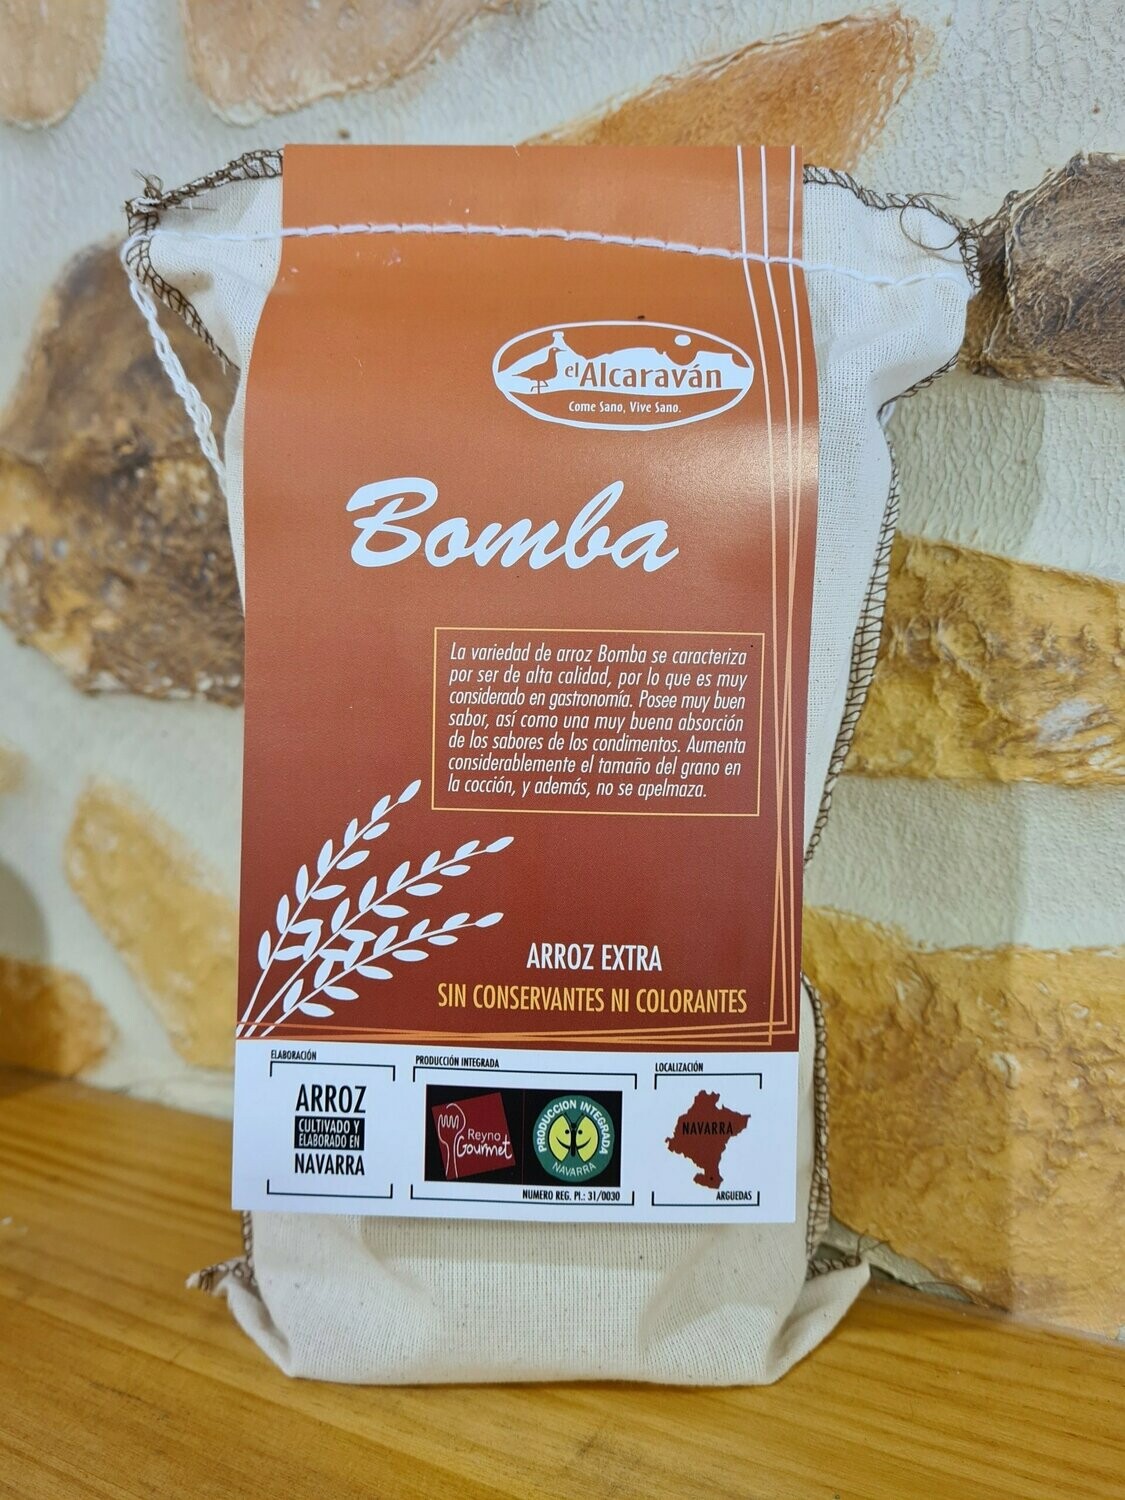 el Alcaraván
Come Sano, Vive Sano.
Bomba
La variedad de arroz Bomba se caracteriza
por ser de alta calidad, por lo que es muy
considerado en gastronomía. Posee muy buen
sabor, así como una muy buena absorción
de los sabores de los condimentos. Aumenta
considerablemente el tamaño del grano en
la cocción, y además, no se apelmaza.
ARROZ EXTRA
SIN CONSERVANTES NI COLORANTES
ELABORACIÓN
ARROZ
CULTIVADO Y
ELABORADO EN
NAVARRA
PRODUCCIÓN INTEGRADA
Reyno
Gourmet
PRODUCCION INTEGRADA
NAVARRA
NUMERO REG. PI.: 31/0030
LOCALIZACIÓN
NAVARRA
ARGUEDAS